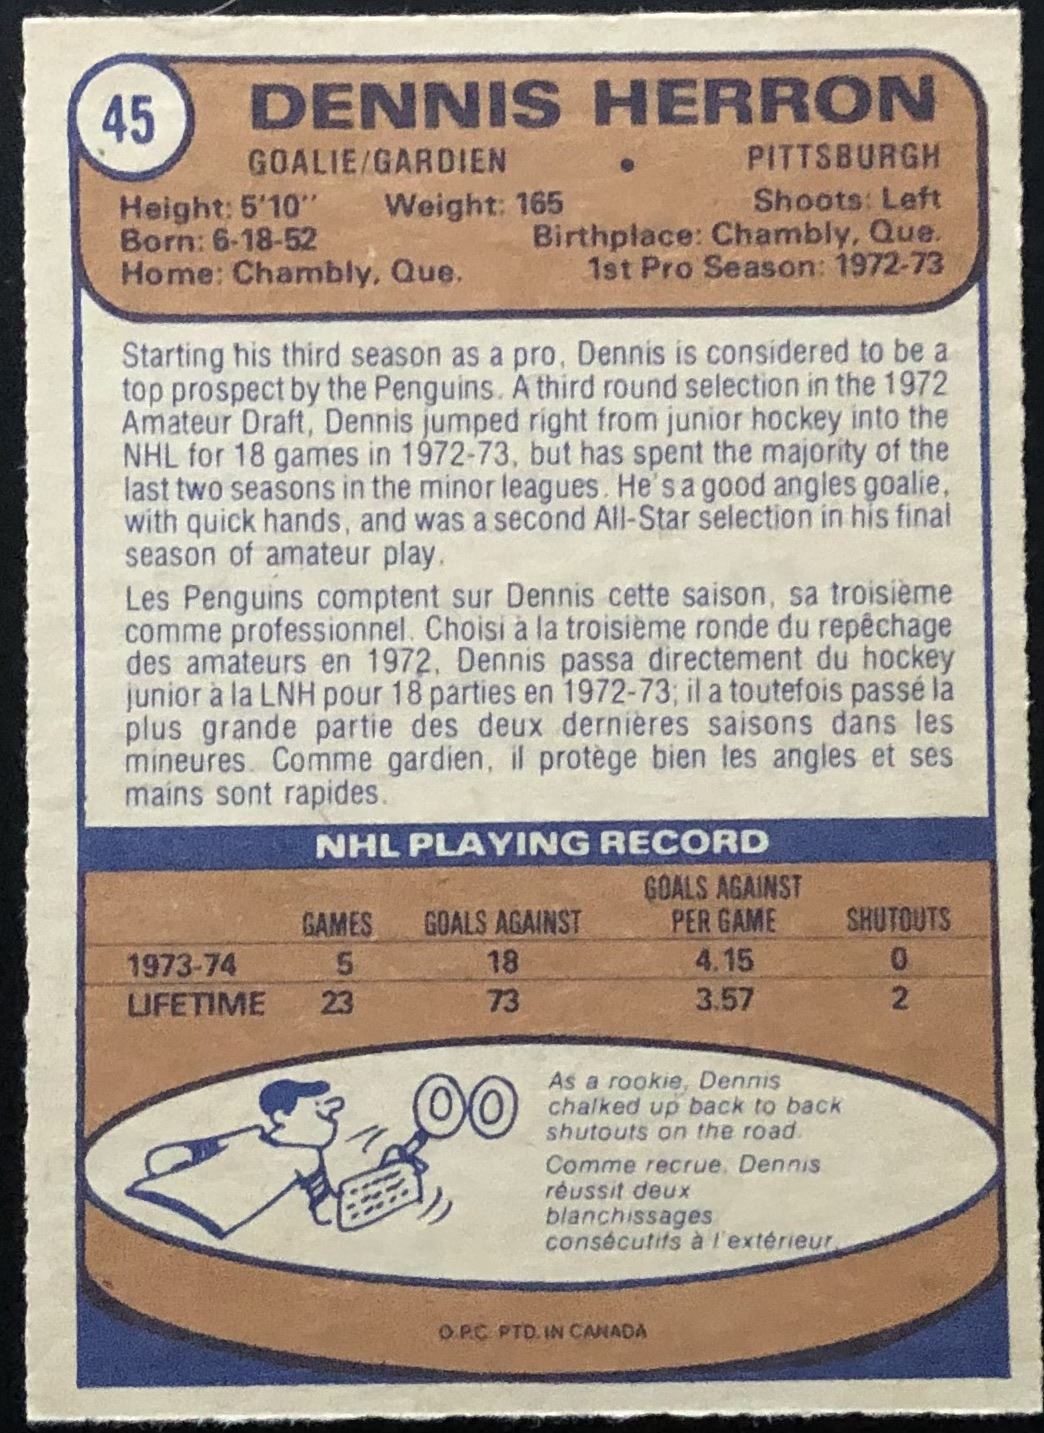 45
DENNIS HERRON
GOALIE/GARDIEN • PITTSBURGH
Height: 5'10" Weight: 165 Shoots: Left
Born: 6-18-52 Birthplace: Chambly, Que.
Home: Chambly, Que. 1st Pro Season: 1972-73
Starting his third season as a pro, Dennis is considered to be a
top prospect by the Penguins. A third round selection in the 1972
Amateur Draft, Dennis jumped right from junior hockey into the
NHL for 18 games in 1972-73, but has spent the majority of the
last two seasons in the minor leagues. He's a good angles goalie,
with quick hands, and was a second All-Star selection in his final
season of amateur play.
Les Penguins comptent sur Dennis cette saison, sa troisième
comme professionnel. Choisi à la troisième ronde du repêchage
des amateurs en 1972, Dennis passa directement du hockey
junior à la LNH pour 18 parties en 1972-73; il a toutefois passé la
plus grande partie des deux dernières saisons dans les
mineures. Comme gardien, il protège bien les angles et ses
mains sont rapides.
NHL PLAYING RECORD
GAMES GOALS AGAINST GOALS AGAINST PER GAME SHUTOUTS
1973-74 5 18 4.15 0
LIFETIME 23 73 3.57 2
00
As a rookie, Dennis
chalked up back to back
shutouts on the road.
Comme recrue, Dennis
réussit deux
blanchissages
consécutifs à l'extérieur.
O.P.C. PTD. IN CANADA